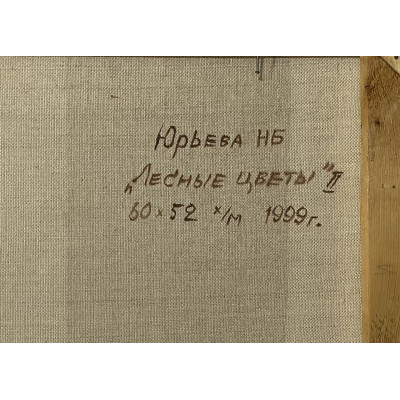 Юрьева НБ
„Лесные цветы" II
60×52 х/м 1999г.